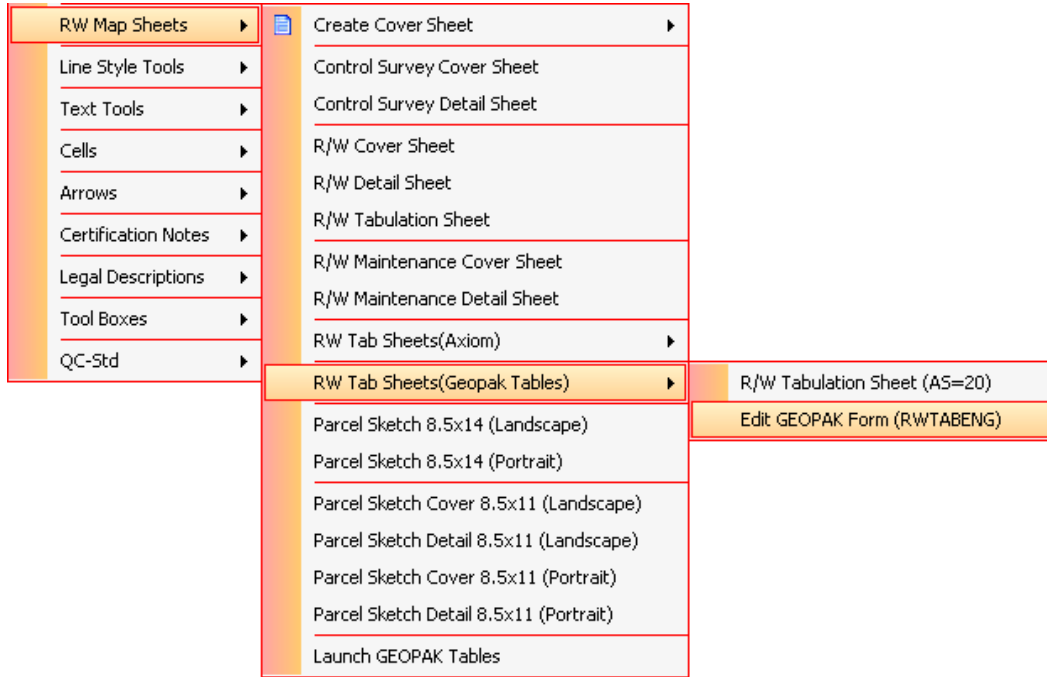 RW Map Sheets
Line Style Tools
Text Tools
Cells
Arrows
Certification Notes
Legal Descriptions
Tool Boxes
QC-Std
Create Cover Sheet
Control Survey Cover Sheet
Control Survey Detail Sheet
R/W Cover Sheet
R/W Detail Sheet
R/W Tabulation Sheet
R/W Maintenance Cover Sheet
R/W Maintenance Detail Sheet
RW Tab Sheets(Axiom)
RW Tab Sheets(Geopak Tables)
Parcel Sketch 8.5x14 (Landscape)
Parcel Sketch 8.5x14 (Portrait)
Parcel Sketch Cover 8.5x11 (Landscape)
Parcel Sketch Detail 8.5x11 (Landscape)
Parcel Sketch Cover 8.5x11 (Portrait)
Parcel Sketch Detail 8.5x11 (Portrait)
Launch GEOPAK Tables
R/W Tabulation Sheet (AS=20)
Edit GEOPAK Form (RWTABENG)